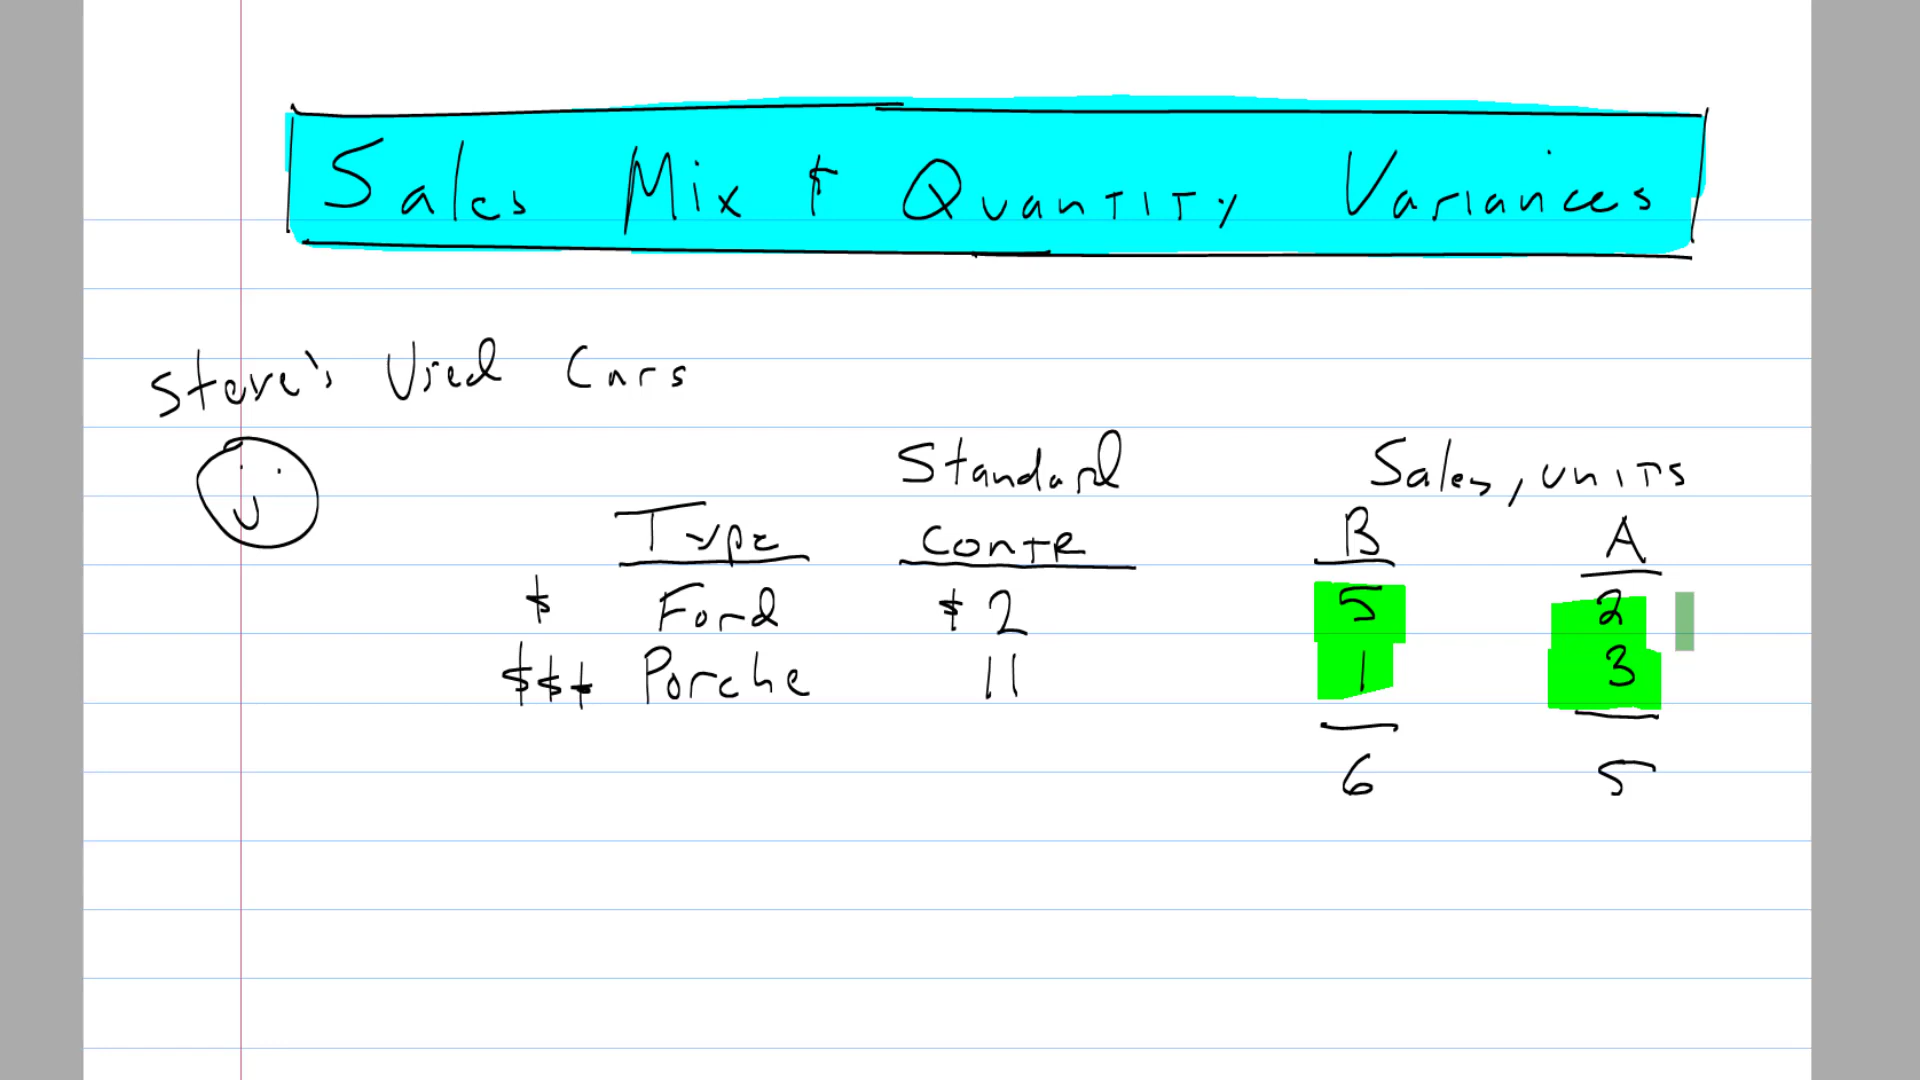 Sales Mix & Quantity Variances
Steve's Used Cars
Standard Sales, units
Type Contr B A
$ Ford $2 5 2
$$$ Porche 11 1 3
6 5